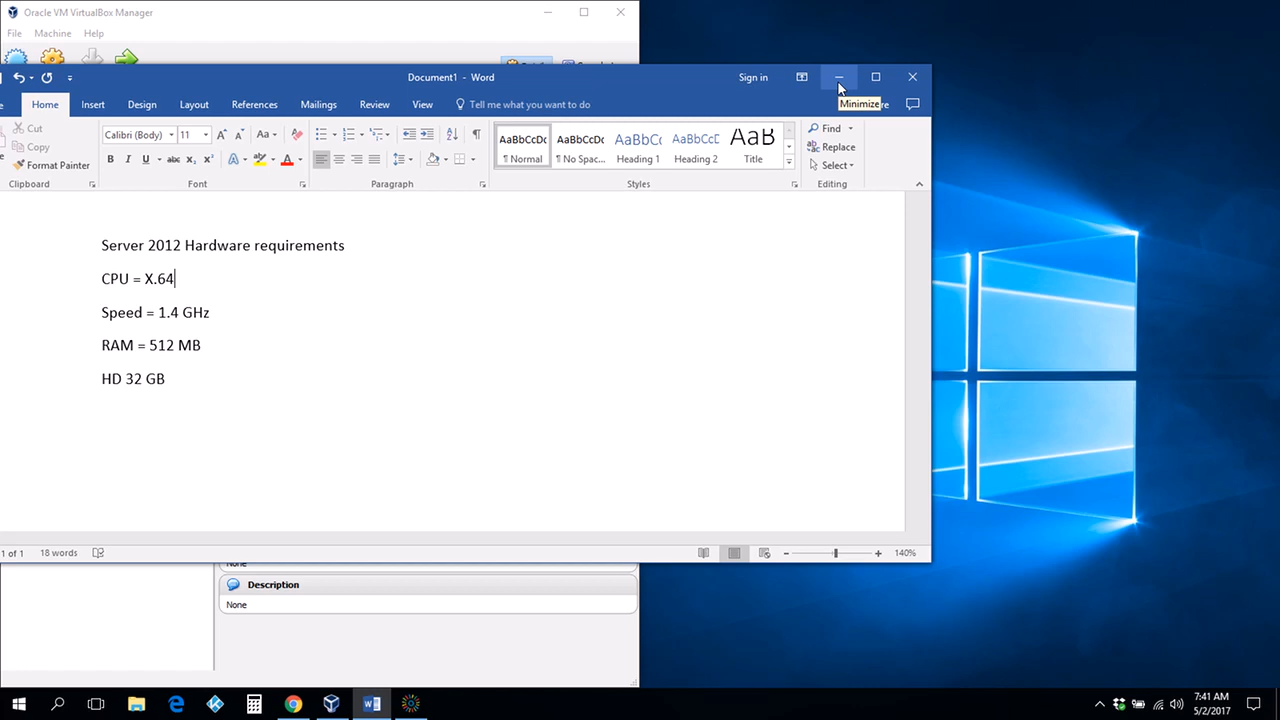 Oracle VM VirtualBox Manager
File Machine Help
Document1 - Word
Sign in
Minimize
Home Insert Design Layout References Mailings Review View Tell me what you want to do
Cut
Copy
Format Painter
Clipboard
Calibri (Body) 11
Font
Paragraph
AaBbCcDc AaBbCcDc AaBbCc AaBbCcD AaB
¶ Normal ¶ No Spac... Heading 1 Heading 2 Title
Styles
Find
Replace
Select
Editing
Server 2012 Hardware requirements
CPU = X.64
Speed = 1.4 GHz
RAM = 512 MB
HD 32 GB
1 of 1 18 words
140%
None
Description
None
7:41 AM
5/2/2017